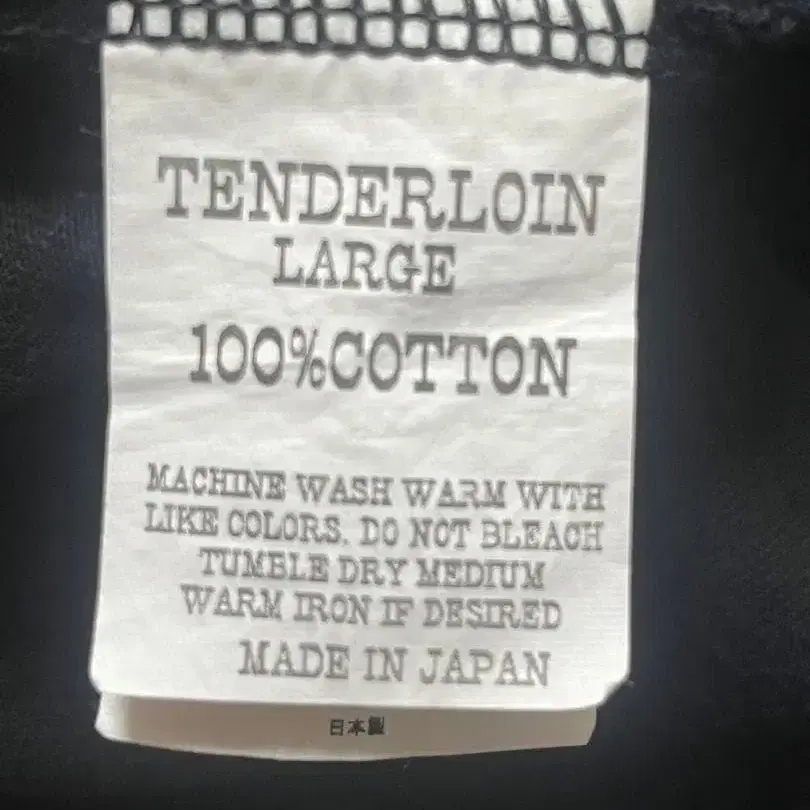 TENDERLOIN
LARGE
100%COTTON
MACHINE WASH WARM WITH
LIKE COLORS. DO NOT BLEACH
TUMBLE DRY MEDIUM
WARM IRON IF DESIRED
MADE IN JAPAN
日本製